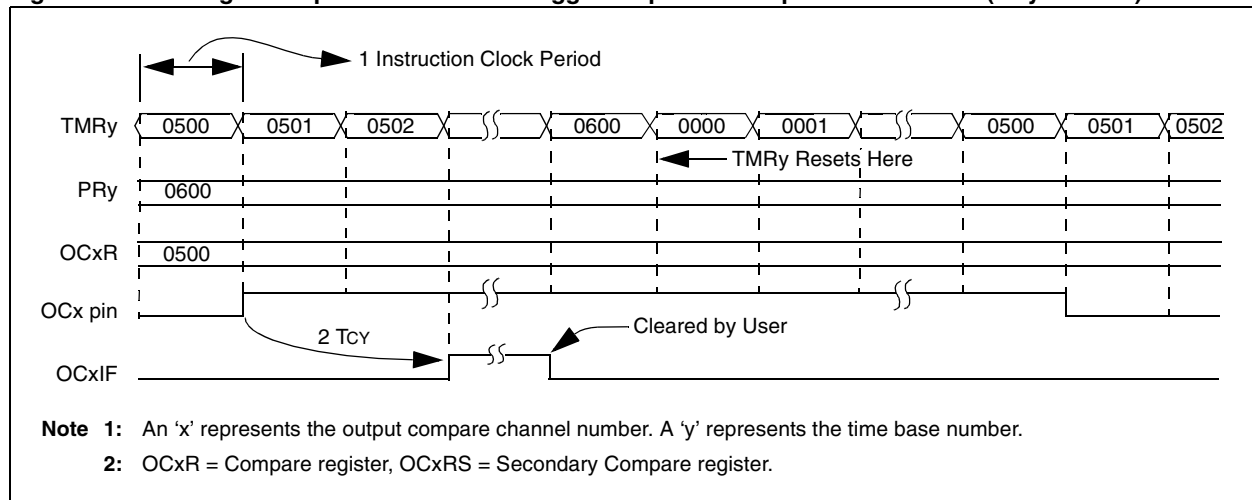 1 Instruction Clock Period
TMRy 0500 0501 0502 0600 0000 0001 0500 0501 0502
TMRy Resets Here
PRy 0600
OCxR 0500
OCx pin
2 TCY
Cleared by User
OCxIF
Note 1: An ‘x’ represents the output compare channel number. A ‘y’ represents the time base number.
2: OCxR = Compare register, OCxRS = Secondary Compare register.